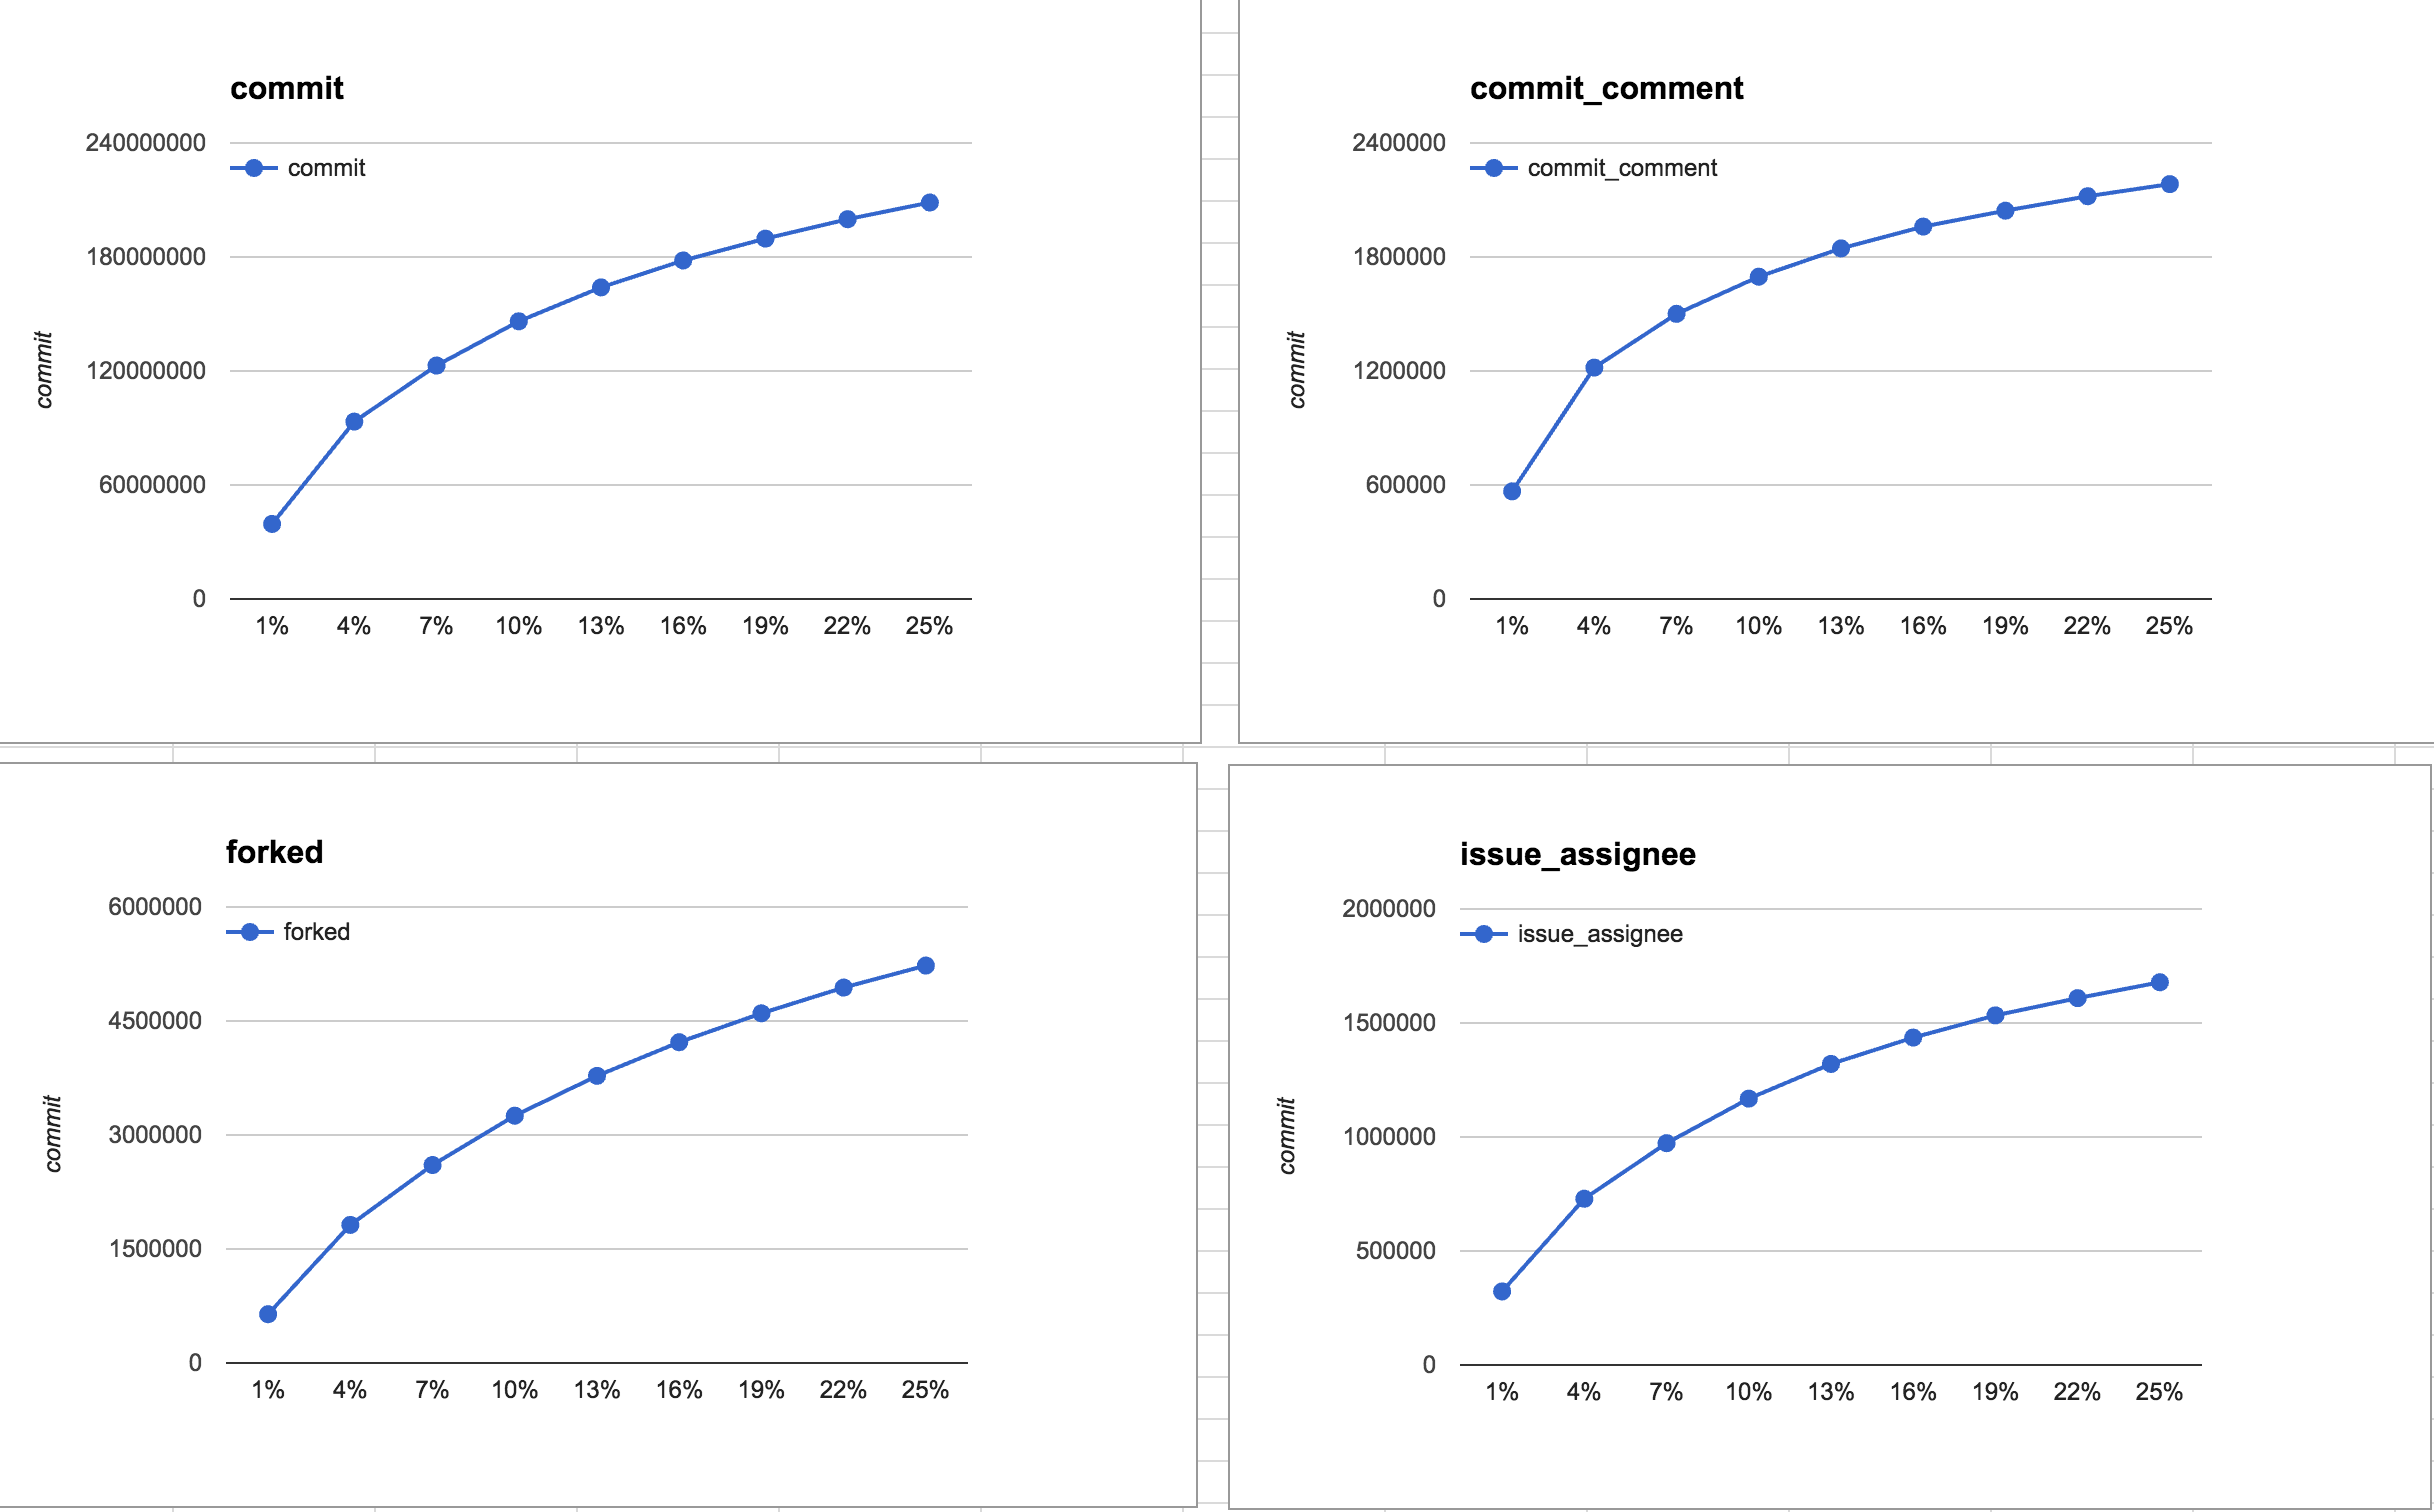 commit
240000000
commit
180000000
120000000
60000000
0
commit
1% 4% 7% 10% 13% 16% 19% 22% 25%
commit_comment
2400000
commit_comment
1800000
1200000
600000
0
commit
1% 4% 7% 10% 13% 16% 19% 22% 25%
forked
6000000
forked
4500000
3000000
1500000
0
commit
1% 4% 7% 10% 13% 16% 19% 22% 25%
issue_assignee
2000000
issue_assignee
1500000
1000000
500000
0
commit
1% 4% 7% 10% 13% 16% 19% 22% 25%